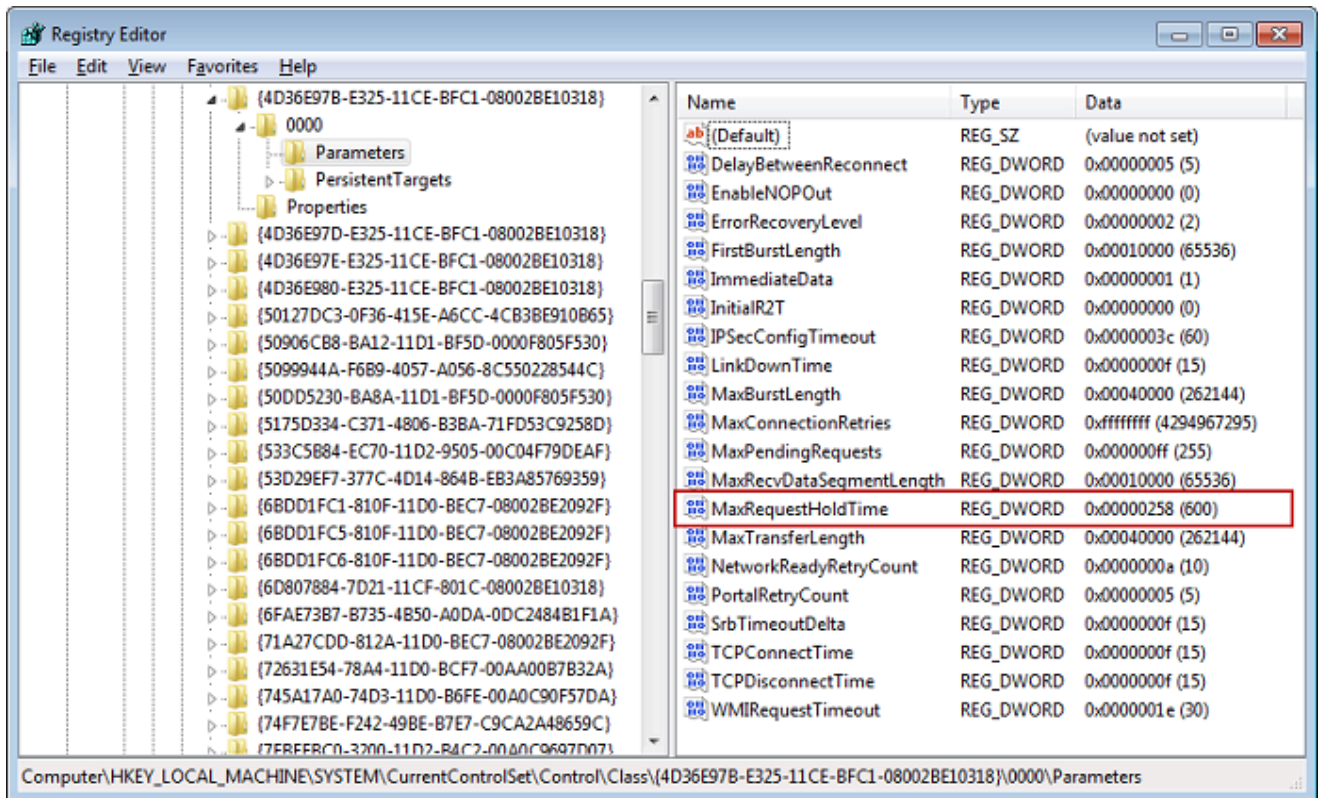 Registry Editor
File Edit View Favorites Help
{4D36E97B-E325-11CE-BFC1-08002BE10318}
0000
Parameters
PersistentTargets
Properties
{4D36E97D-E325-11CE-BFC1-08002BE10318}
{4D36E97E-E325-11CE-BFC1-08002BE10318}
{4D36E980-E325-11CE-BFC1-08002BE10318}
{50127DC3-0F36-415E-A6CC-4CB3BE910B65}
{50906CB8-BA12-11D1-BF5D-0000F805F530}
{5099944A-F6B9-4057-A056-8C550228544C}
{50DD5230-BA8A-11D1-BF5D-0000F805F530}
{5175D334-C371-4806-B3BA-71FD53C9258D}
{533C5B84-EC70-11D2-9505-00C04F79DEAF}
{53D29EF7-377C-4D14-864B-EB3A85769359}
{6BDD1FC1-810F-11D0-BEC7-08002BE2092F}
{6BDD1FC5-810F-11D0-BEC7-08002BE2092F}
{6BDD1FC6-810F-11D0-BEC7-08002BE2092F}
{6D807884-7D21-11CF-801C-08002BE10318}
{6FAE73B7-B735-4B50-A0DA-0DC2484B1F1A}
{71A27CDD-812A-11D0-BEC7-08002BE2092F}
{72631E54-78A4-11D0-BCF7-00AA00B7B32A}
{745A17A0-74D3-11D0-B6FE-00A0C90F57DA}
{74F7E7BE-F242-49BE-B7E7-C9CA2A48659C}
{7EBEFBC0-3200-11D2-B4C2-00A0C9697D07}
Name Type Data
(Default) REG_SZ (value not set)
DelayBetweenReconnect REG_DWORD 0x00000005 (5)
EnableNOPOut REG_DWORD 0x00000000 (0)
ErrorRecoveryLevel REG_DWORD 0x00000002 (2)
FirstBurstLength REG_DWORD 0x00010000 (65536)
ImmediateData REG_DWORD 0x00000001 (1)
InitialR2T REG_DWORD 0x00000000 (0)
IPSecConfigTimeout REG_DWORD 0x0000003c (60)
LinkDownTime REG_DWORD 0x0000000f (15)
MaxBurstLength REG_DWORD 0x00040000 (262144)
MaxConnectionRetries REG_DWORD 0xffffffff (4294967295)
MaxPendingRequests REG_DWORD 0x000000ff (255)
MaxRecvDataSegmentLength REG_DWORD 0x00010000 (65536)
MaxRequestHoldTime REG_DWORD 0x00000258 (600)
MaxTransferLength REG_DWORD 0x00040000 (262144)
NetworkReadyRetryCount REG_DWORD 0x0000000a (10)
PortalRetryCount REG_DWORD 0x00000005 (5)
SrbTimeoutDelta REG_DWORD 0x0000000f (15)
TCPConnectTime REG_DWORD 0x0000000f (15)
TCPDisconnectTime REG_DWORD 0x0000000f (15)
WMIRequestTimeout REG_DWORD 0x0000001e (30)
Computer\HKEY_LOCAL_MACHINE\SYSTEM\CurrentControlSet\Control\Class\{4D36E97B-E325-11CE-BFC1-08002BE10318}\0000\Parameters